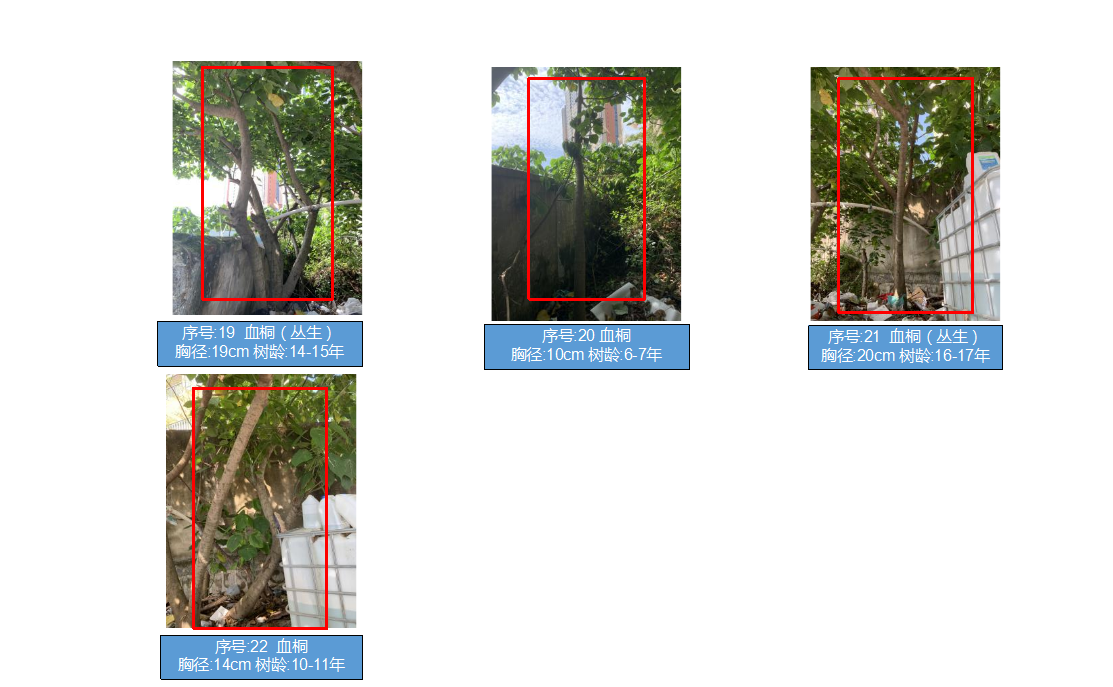 序号:19 血桐（丛生）
胸径:19cm 树龄:14-15年
序号:20 血桐
胸径:10cm 树龄:6-7年
序号:21 血桐（丛生）
胸径:20cm 树龄:16-17年
序号:22 血桐
胸径:14cm 树龄:10-11年